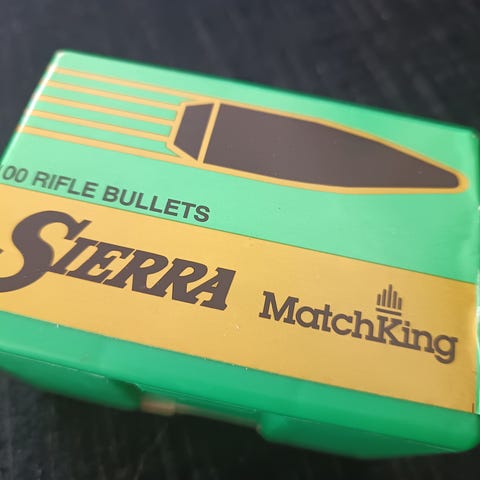 00 RIFLE BULLETS
SIERRA
MatchKing